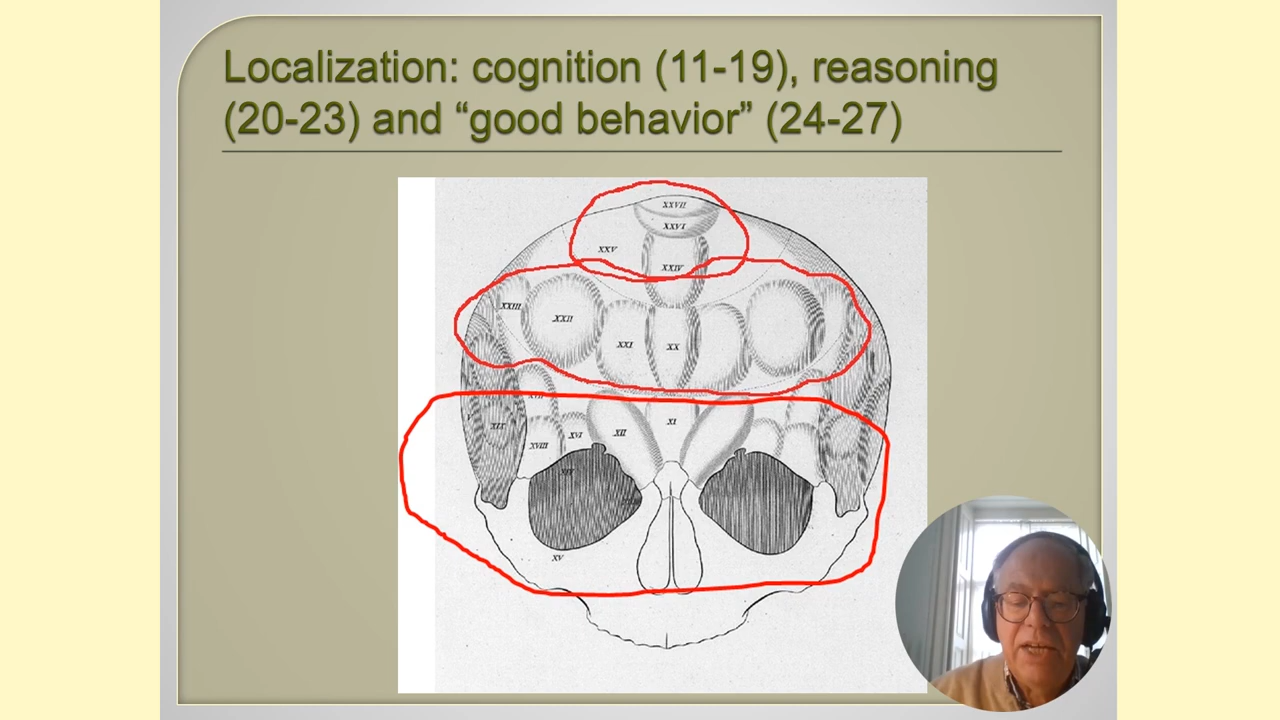 Localization: cognition (11-19), reasoning
(20-23) and “good behavior” (24-27)
XXVII
XXVI
XXV
XXIV
XXIII
XXII
XXI
XX
XI
XIX
XVIII
XVI
XII
XV